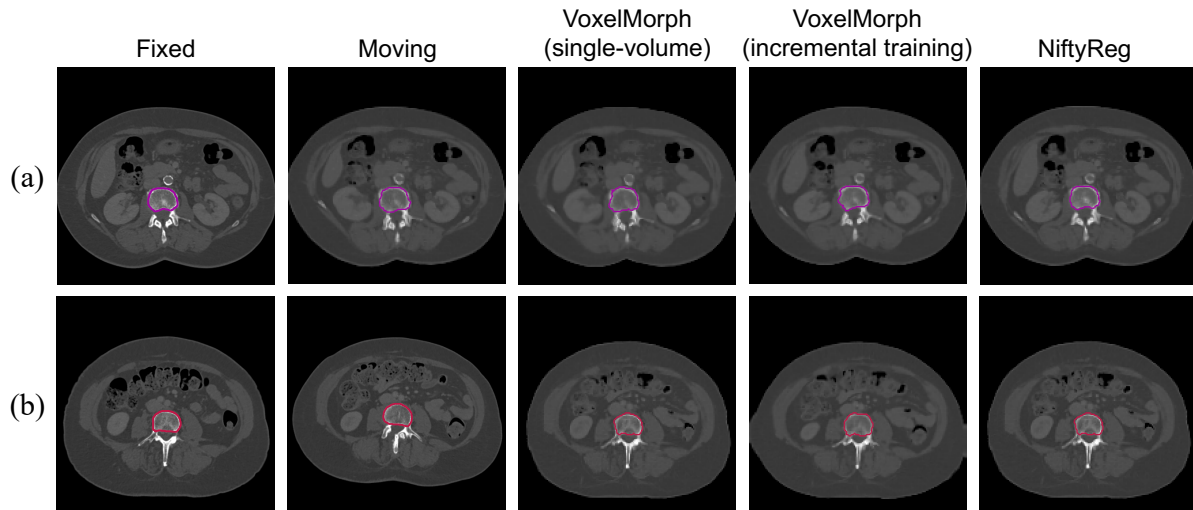 Fixed
Moving
VoxelMorph
(single-volume)
VoxelMorph
(incremental training)
NiftyReg
(a)
(b)